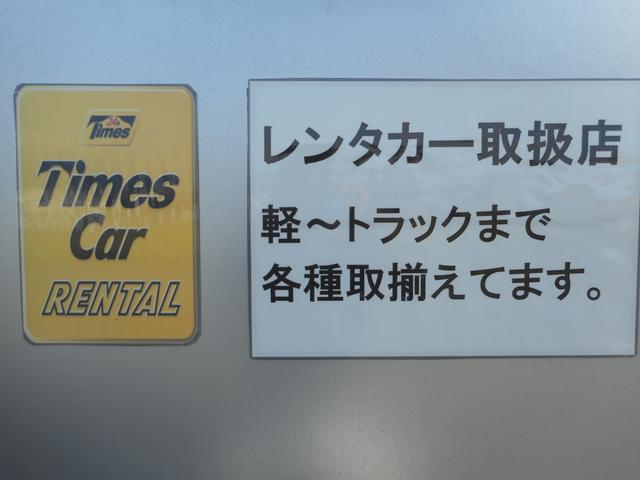 24
Times
Times
Car
RENTAL
レンタカー取扱店
軽～トラックまで
各種取揃えてます。